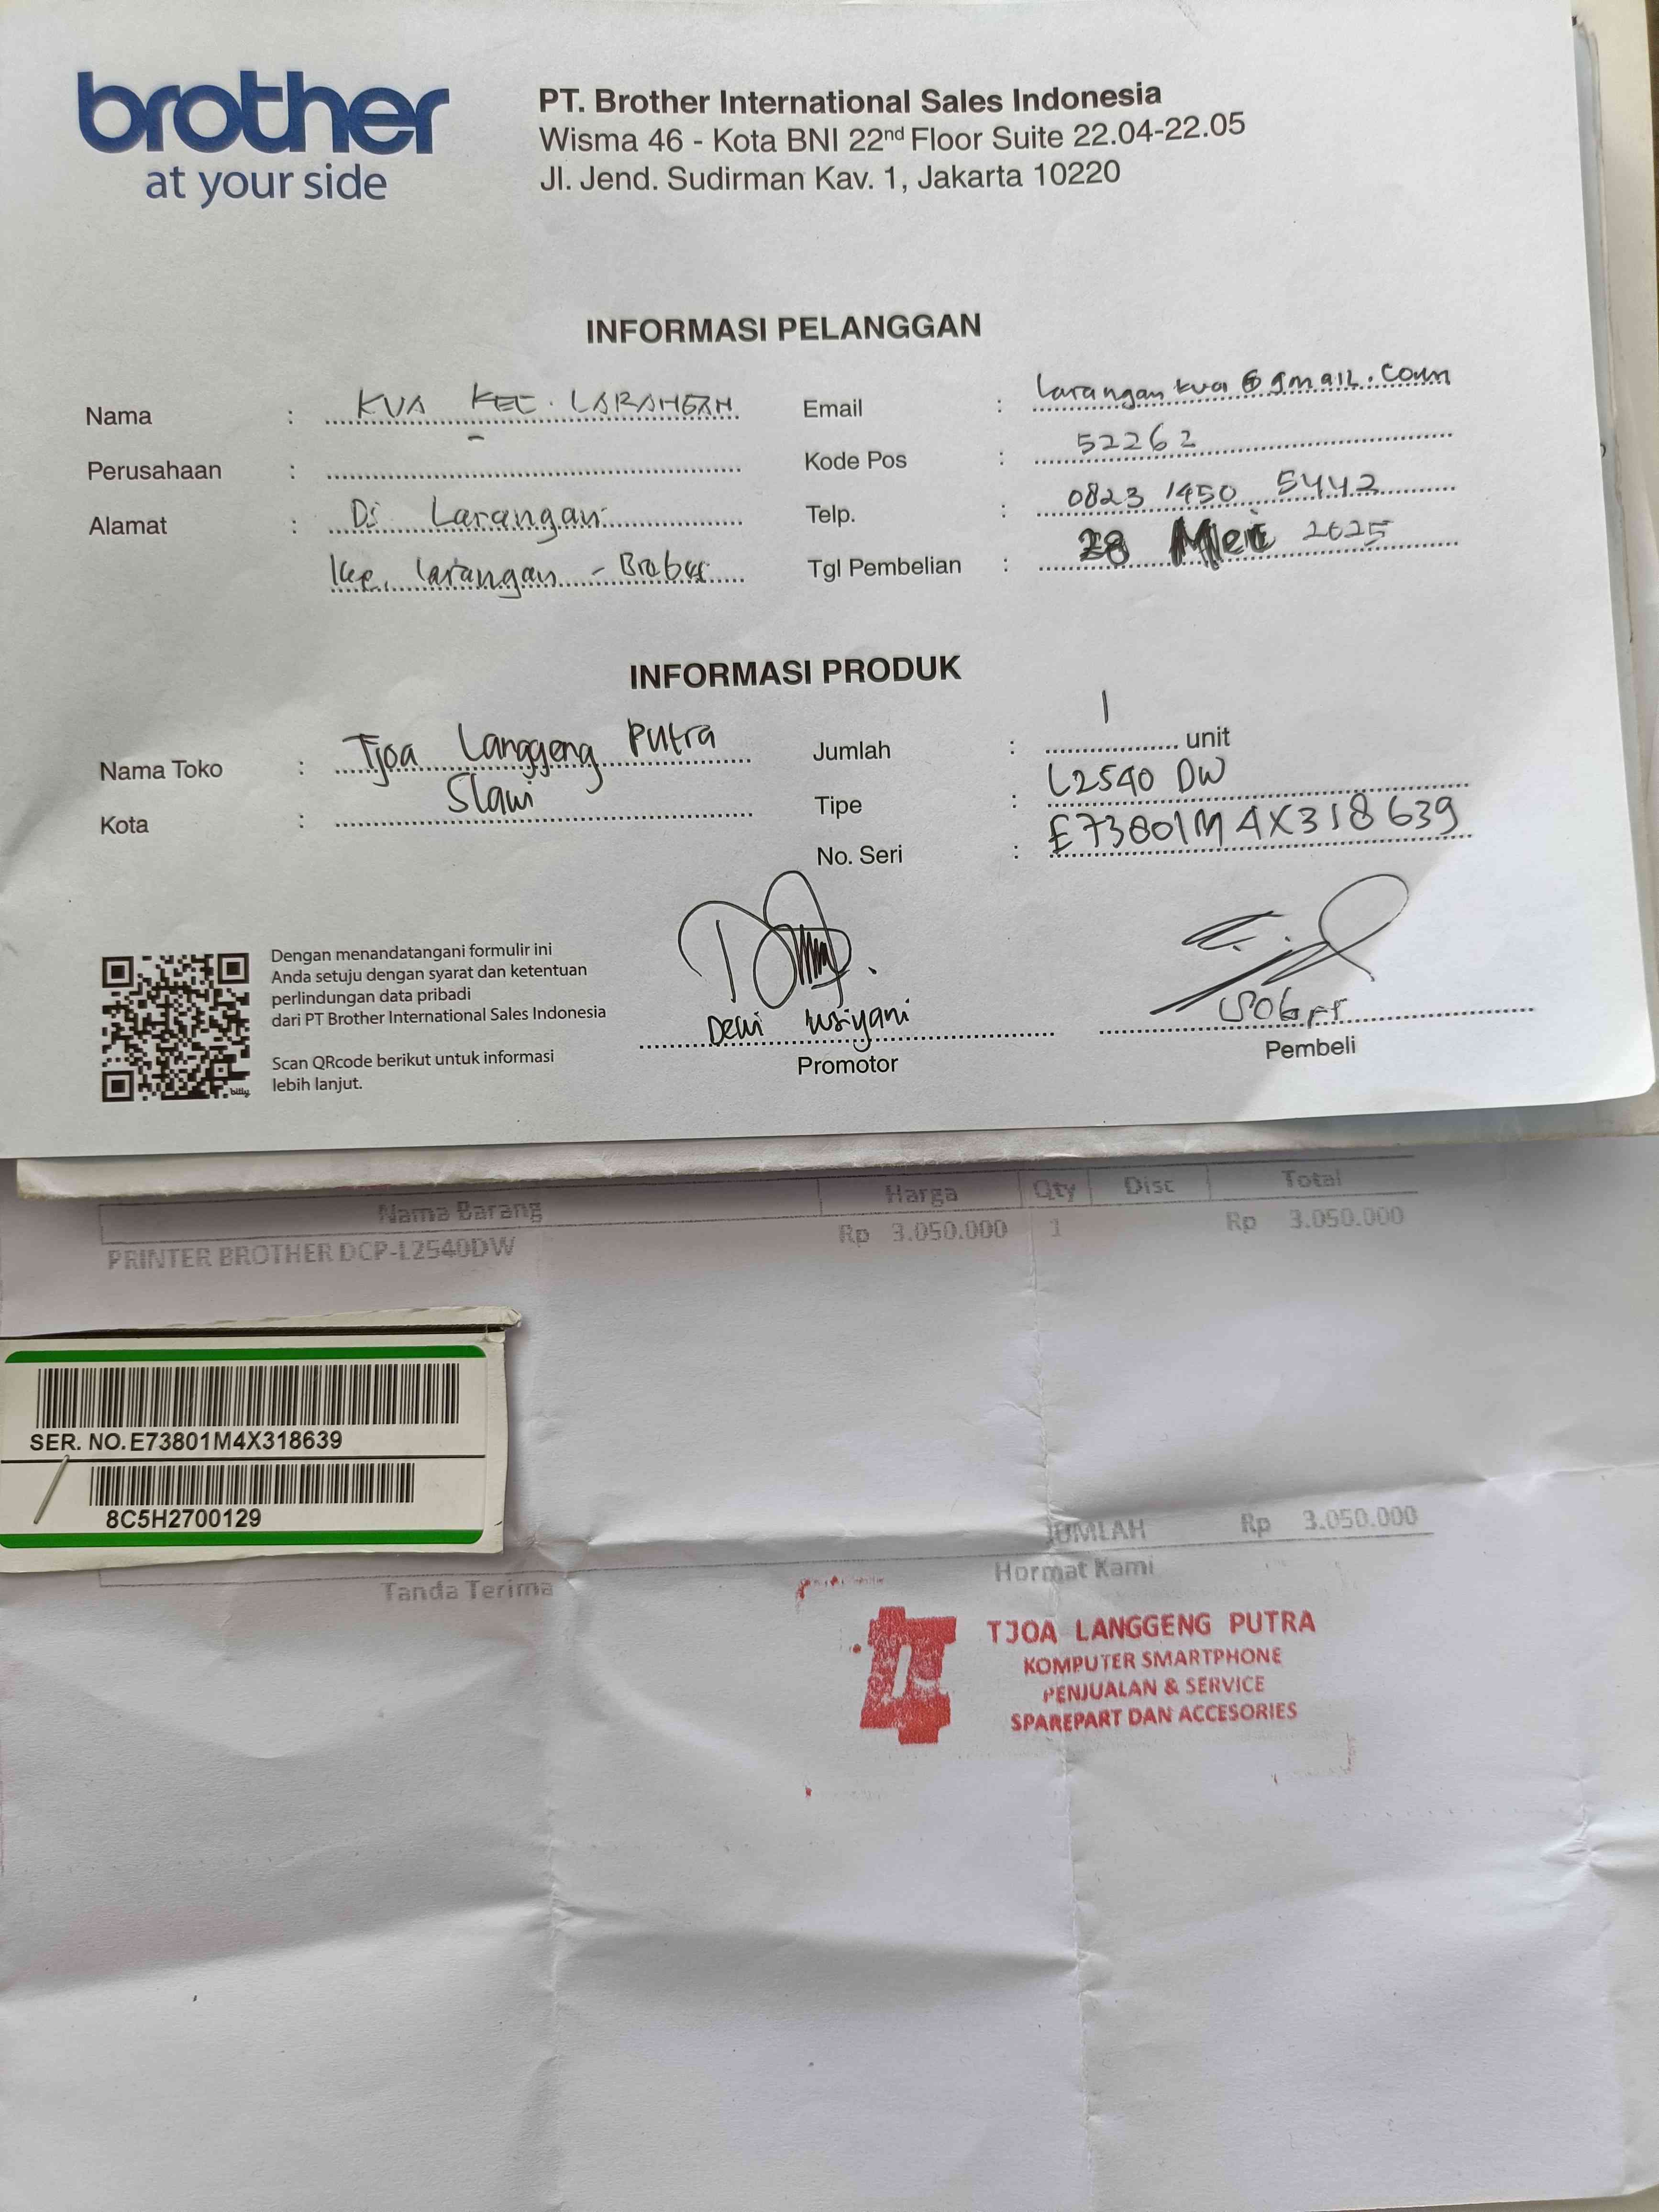 brother
at your side
PT. Brother International Sales Indonesia
Wisma 46 - Kota BNI 22nd Floor Suite 22.04-22.05
Jl. Jend. Sudirman Kav. 1, Jakarta 10220
INFORMASI PELANGGAN
Nama : KUA KEC. LARANGAN
Perusahaan : -
Alamat : Ds. Larangan
Kec. Larangan - Brebes
Email : larangankua@gmail.com
Kode Pos : 52262
Telp. : 0823 1450 5442
Tgl Pembelian : 28 Mei 2025
INFORMASI PRODUK
Nama Toko : Tjoa Langgeng Putra
Kota : Slawi
Jumlah : 1 unit
Tipe : L2540 DW
No. Seri : E73801M4X318639
Dengan menandatangani formulir ini
Anda setuju dengan syarat dan ketentuan
perlindungan data pribadi
dari PT Brother International Sales Indonesia
Scan QRcode berikut untuk informasi
lebih lanjut.
bitly
Dewi
Promotor
Pembeli
Nama Barang Harga Qty Disc Total
PRINTER BROTHER DCP-L2540DW Rp 3.050.000 1 Rp 3.050.000
SER. NO. E73801M4X318639
8C5H2700129
JUMLAH Rp 3.050.000
Tanda Terima Hormat Kami
TJOA LANGGENG PUTRA
KOMPUTER SMARTPHONE
PENJUALAN & SERVICE
SPAREPART DAN ACCESORIES